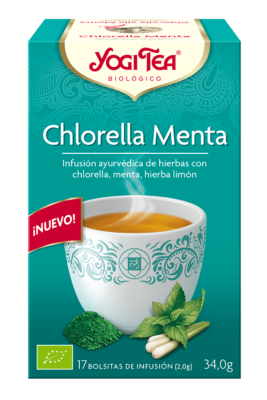 YOGI TEA
BIOLÓGICO
Chlorella Menta
Infusión ayurvédica de hierbas con
chlorella, menta, hierba limón
¡NUEVO!
17 BOLSITAS DE INFUSIÓN (2,0g)
34,0g